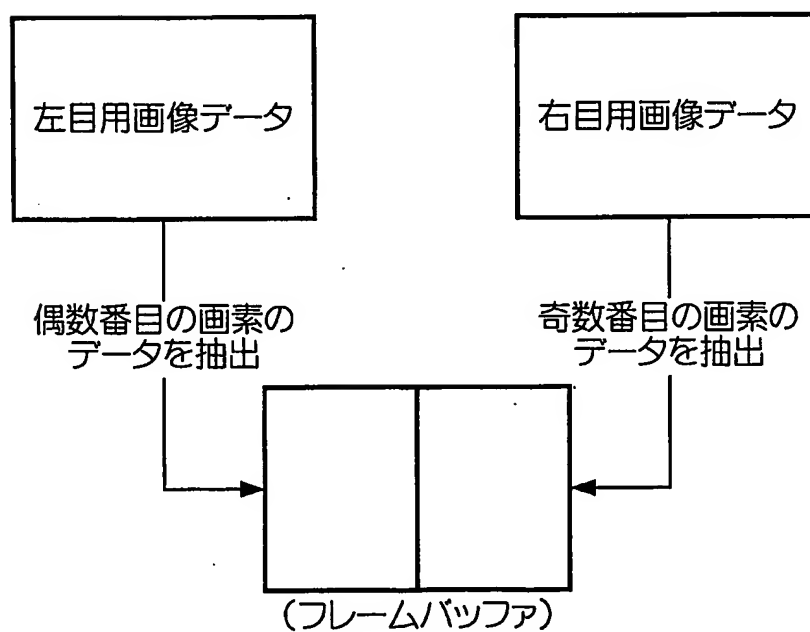 左目用画像データ
右目用画像データ
偶数番目の画素の
データを抽出
奇数番目の画素の
データを抽出
(フレームバッファ)